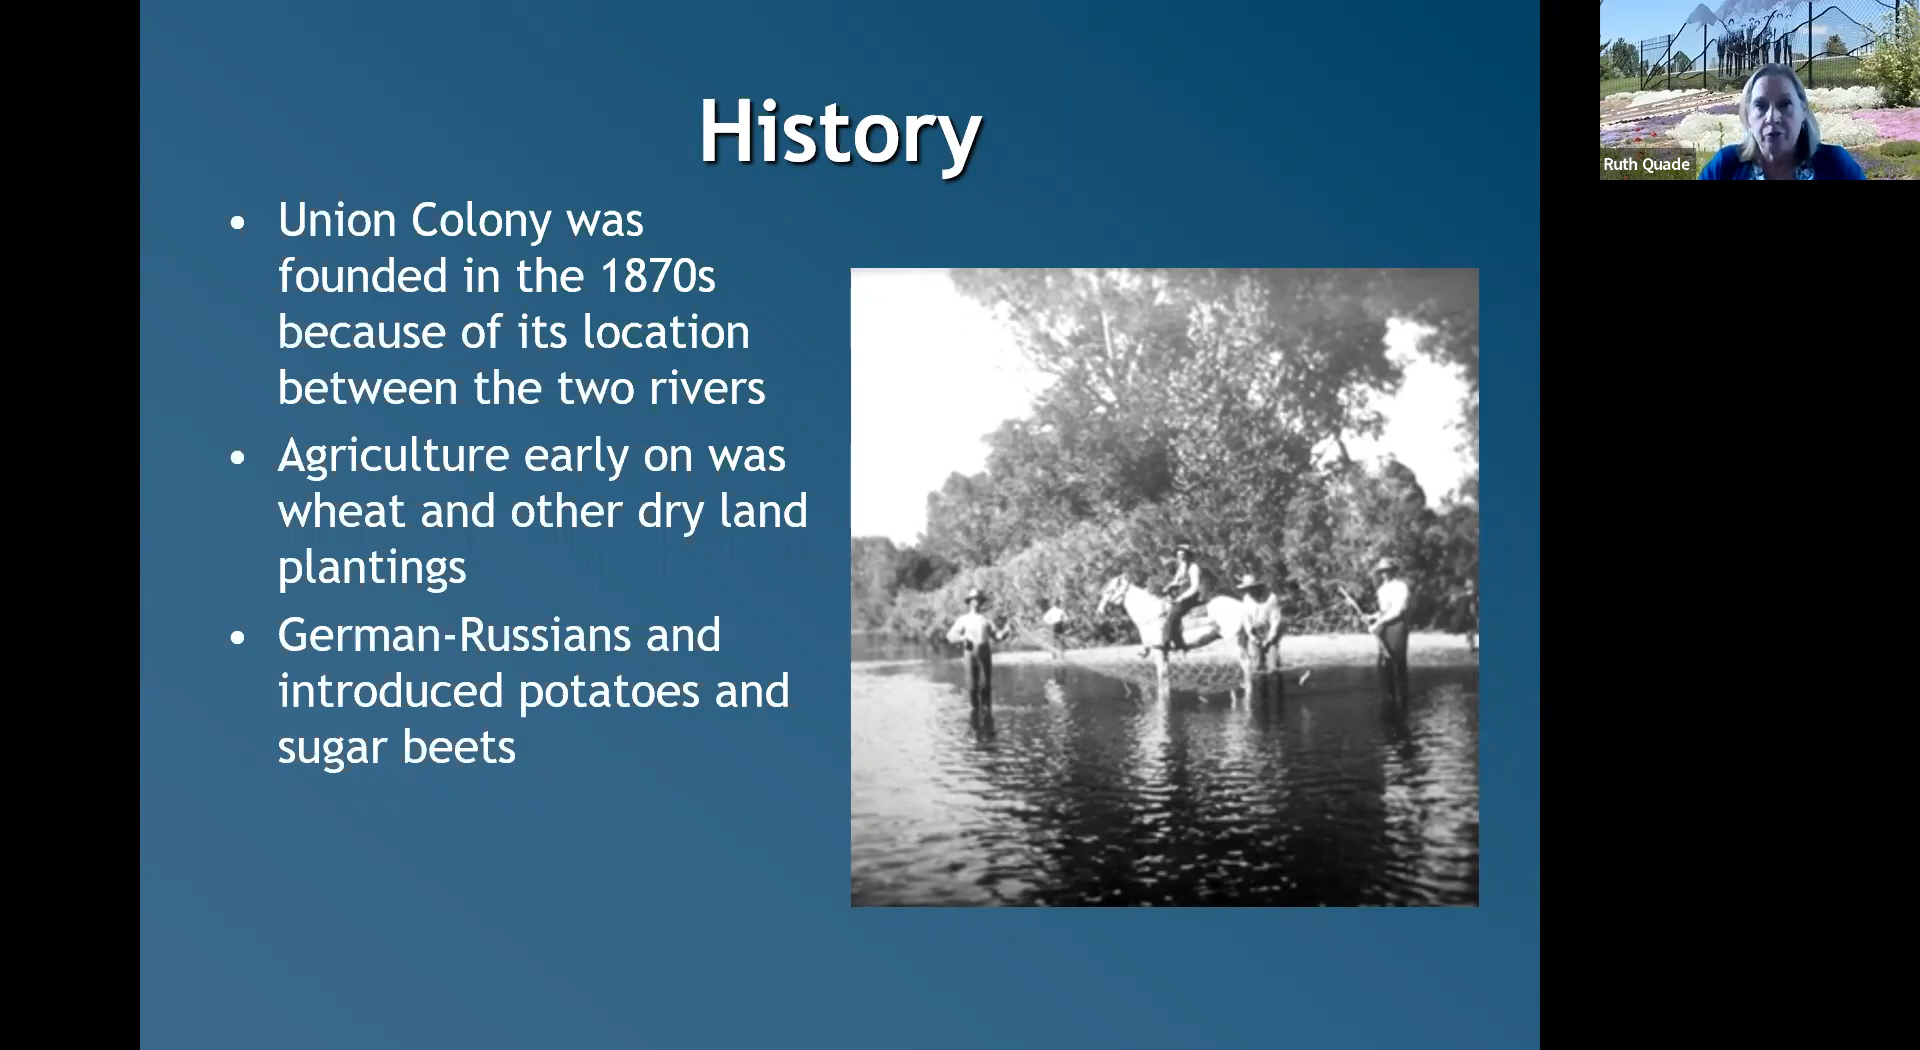 History
• Union Colony was
founded in the 1870s
because of its location
between the two rivers
• Agriculture early on was
wheat and other dry land
plantings
• German-Russians and
introduced potatoes and
sugar beets
Ruth Quade